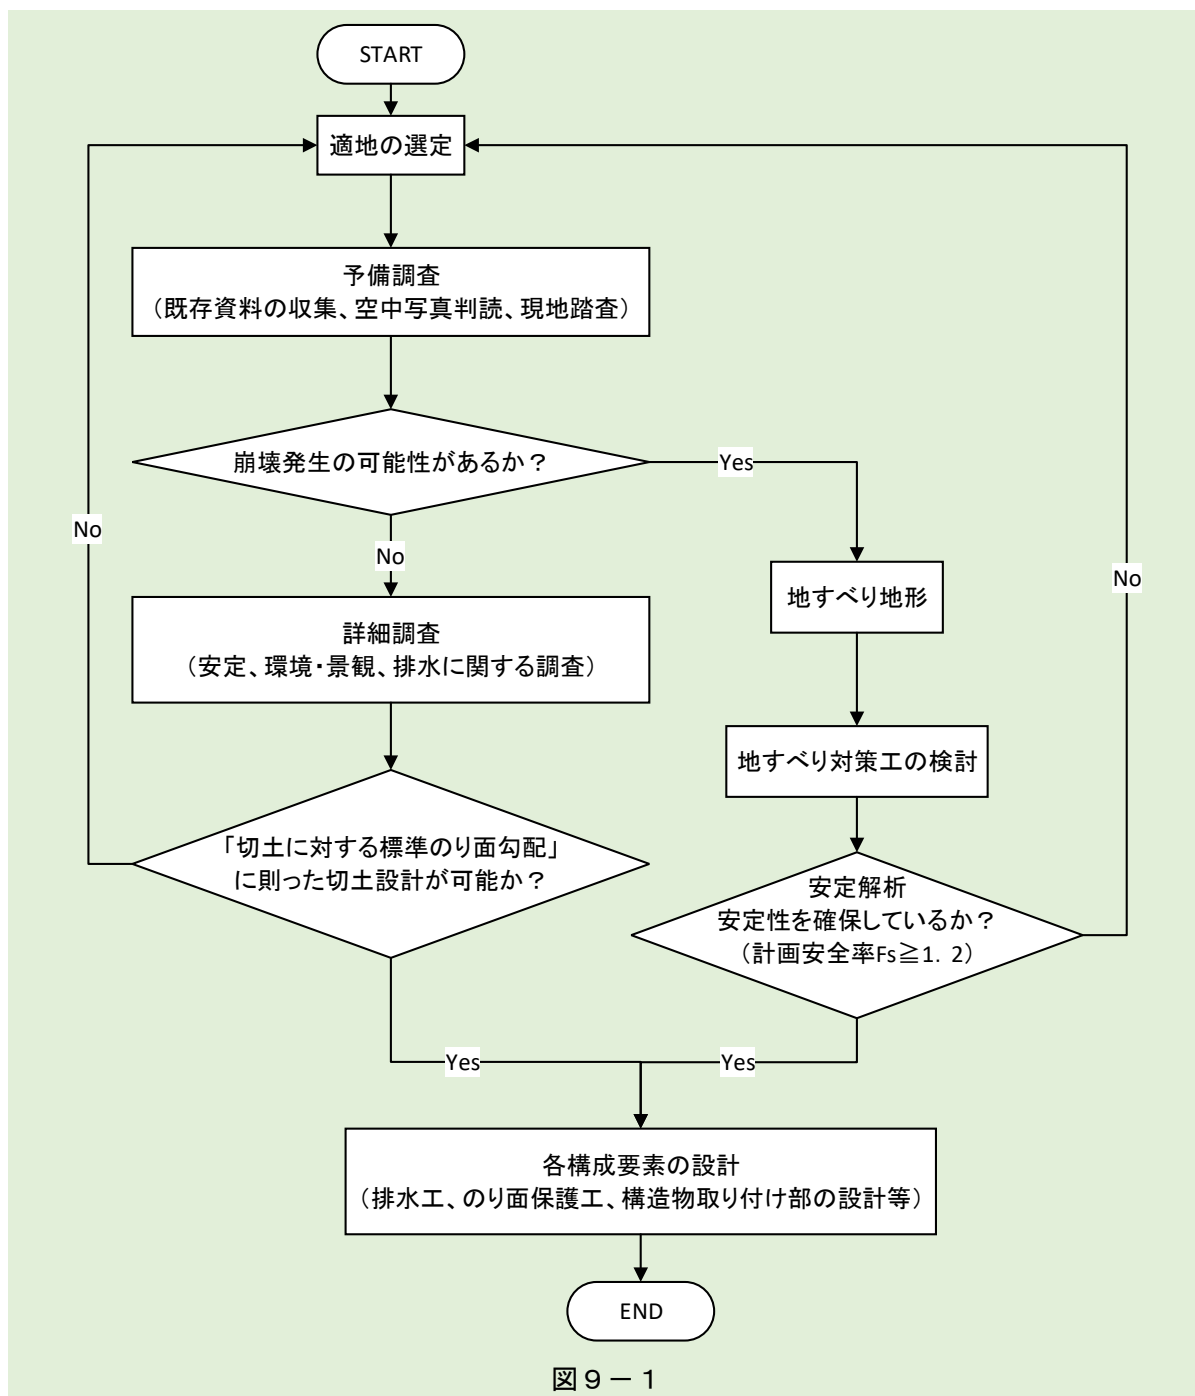 START
適地の選定
予備調査
（既存資料の収集、空中写真判読、現地踏査）
崩壊発生の可能性があるか？
Yes
No
No
No
地すべり地形
詳細調査
（安定、環境・景観、排水に関する調査）
地すべり対策工の検討
「切土に対する標準のり面勾配」
に則った切土設計が可能か？
安定解析
安定性を確保しているか？
（計画安全率Fs≧1．2）
Yes
Yes
各構成要素の設計
（排水工、のり面保護工、構造物取り付け部の設計等）
END
図９－１